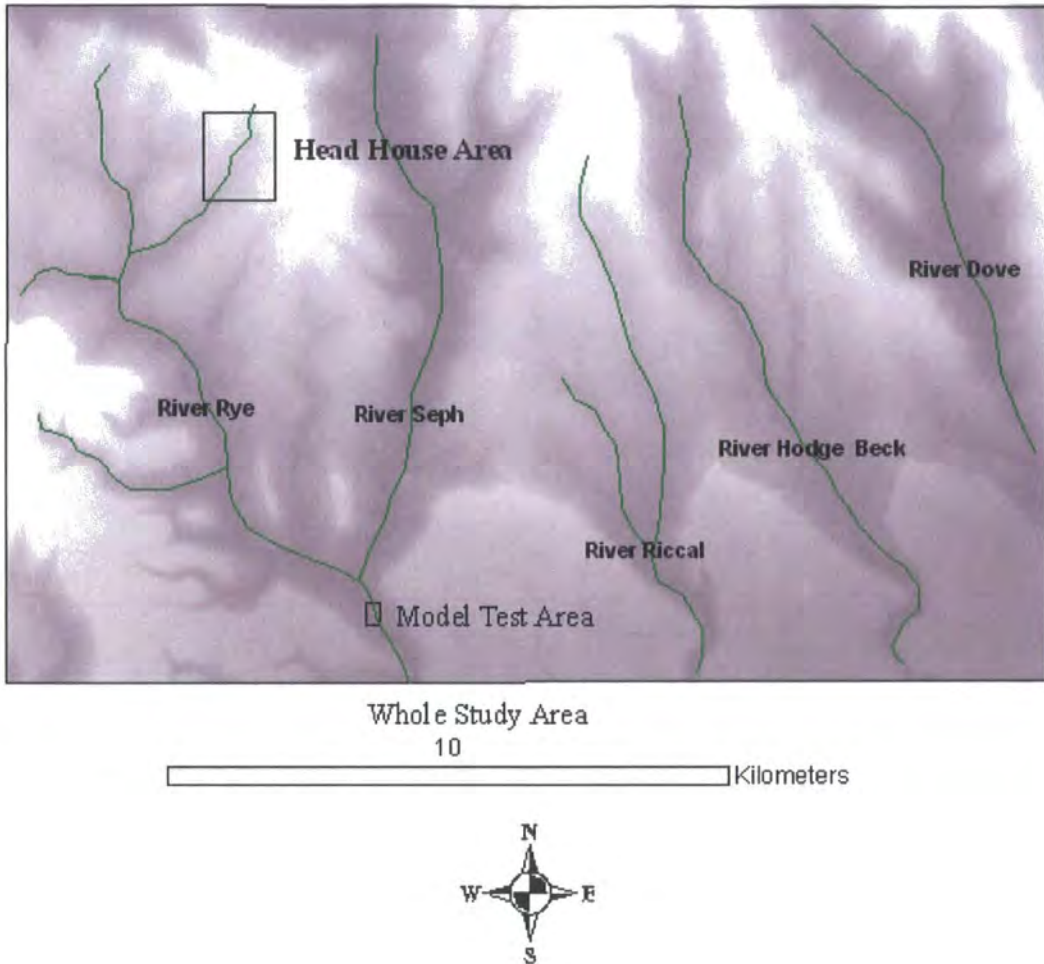 Head House Area
River Dove
River Rye
River Seph
River Hodge Beck
River Riccal
Model Test Area
Whole Study Area
10
Kilometers
N
W
E
S